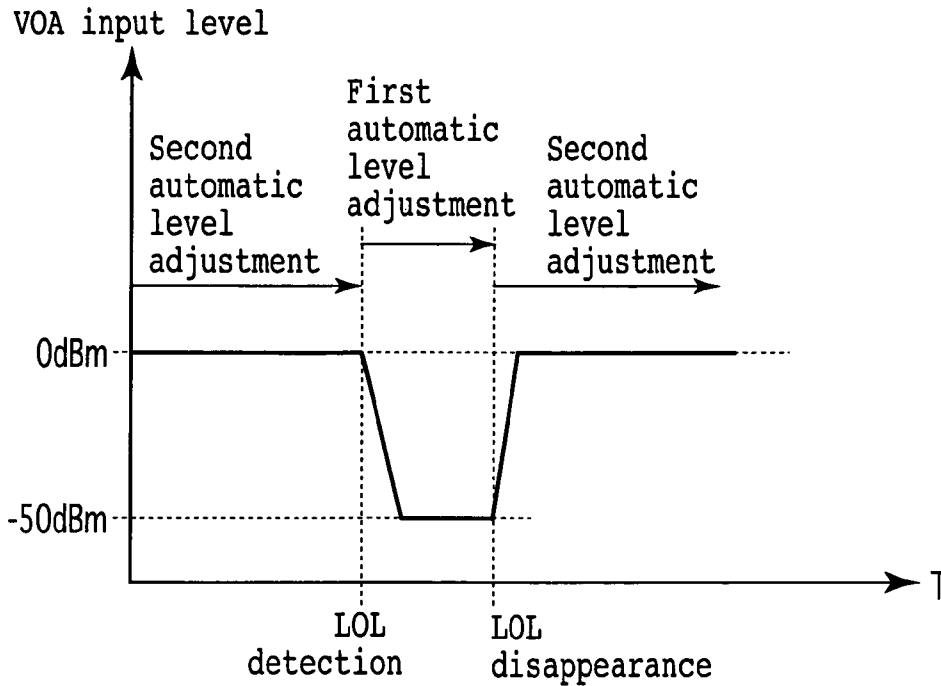 VOA input level
First
automatic
level
adjustment
Second
automatic
level
adjustment
Second
automatic
level
adjustment
0dBm
-50dBm
T
LOL
detection
LOL
disappearance